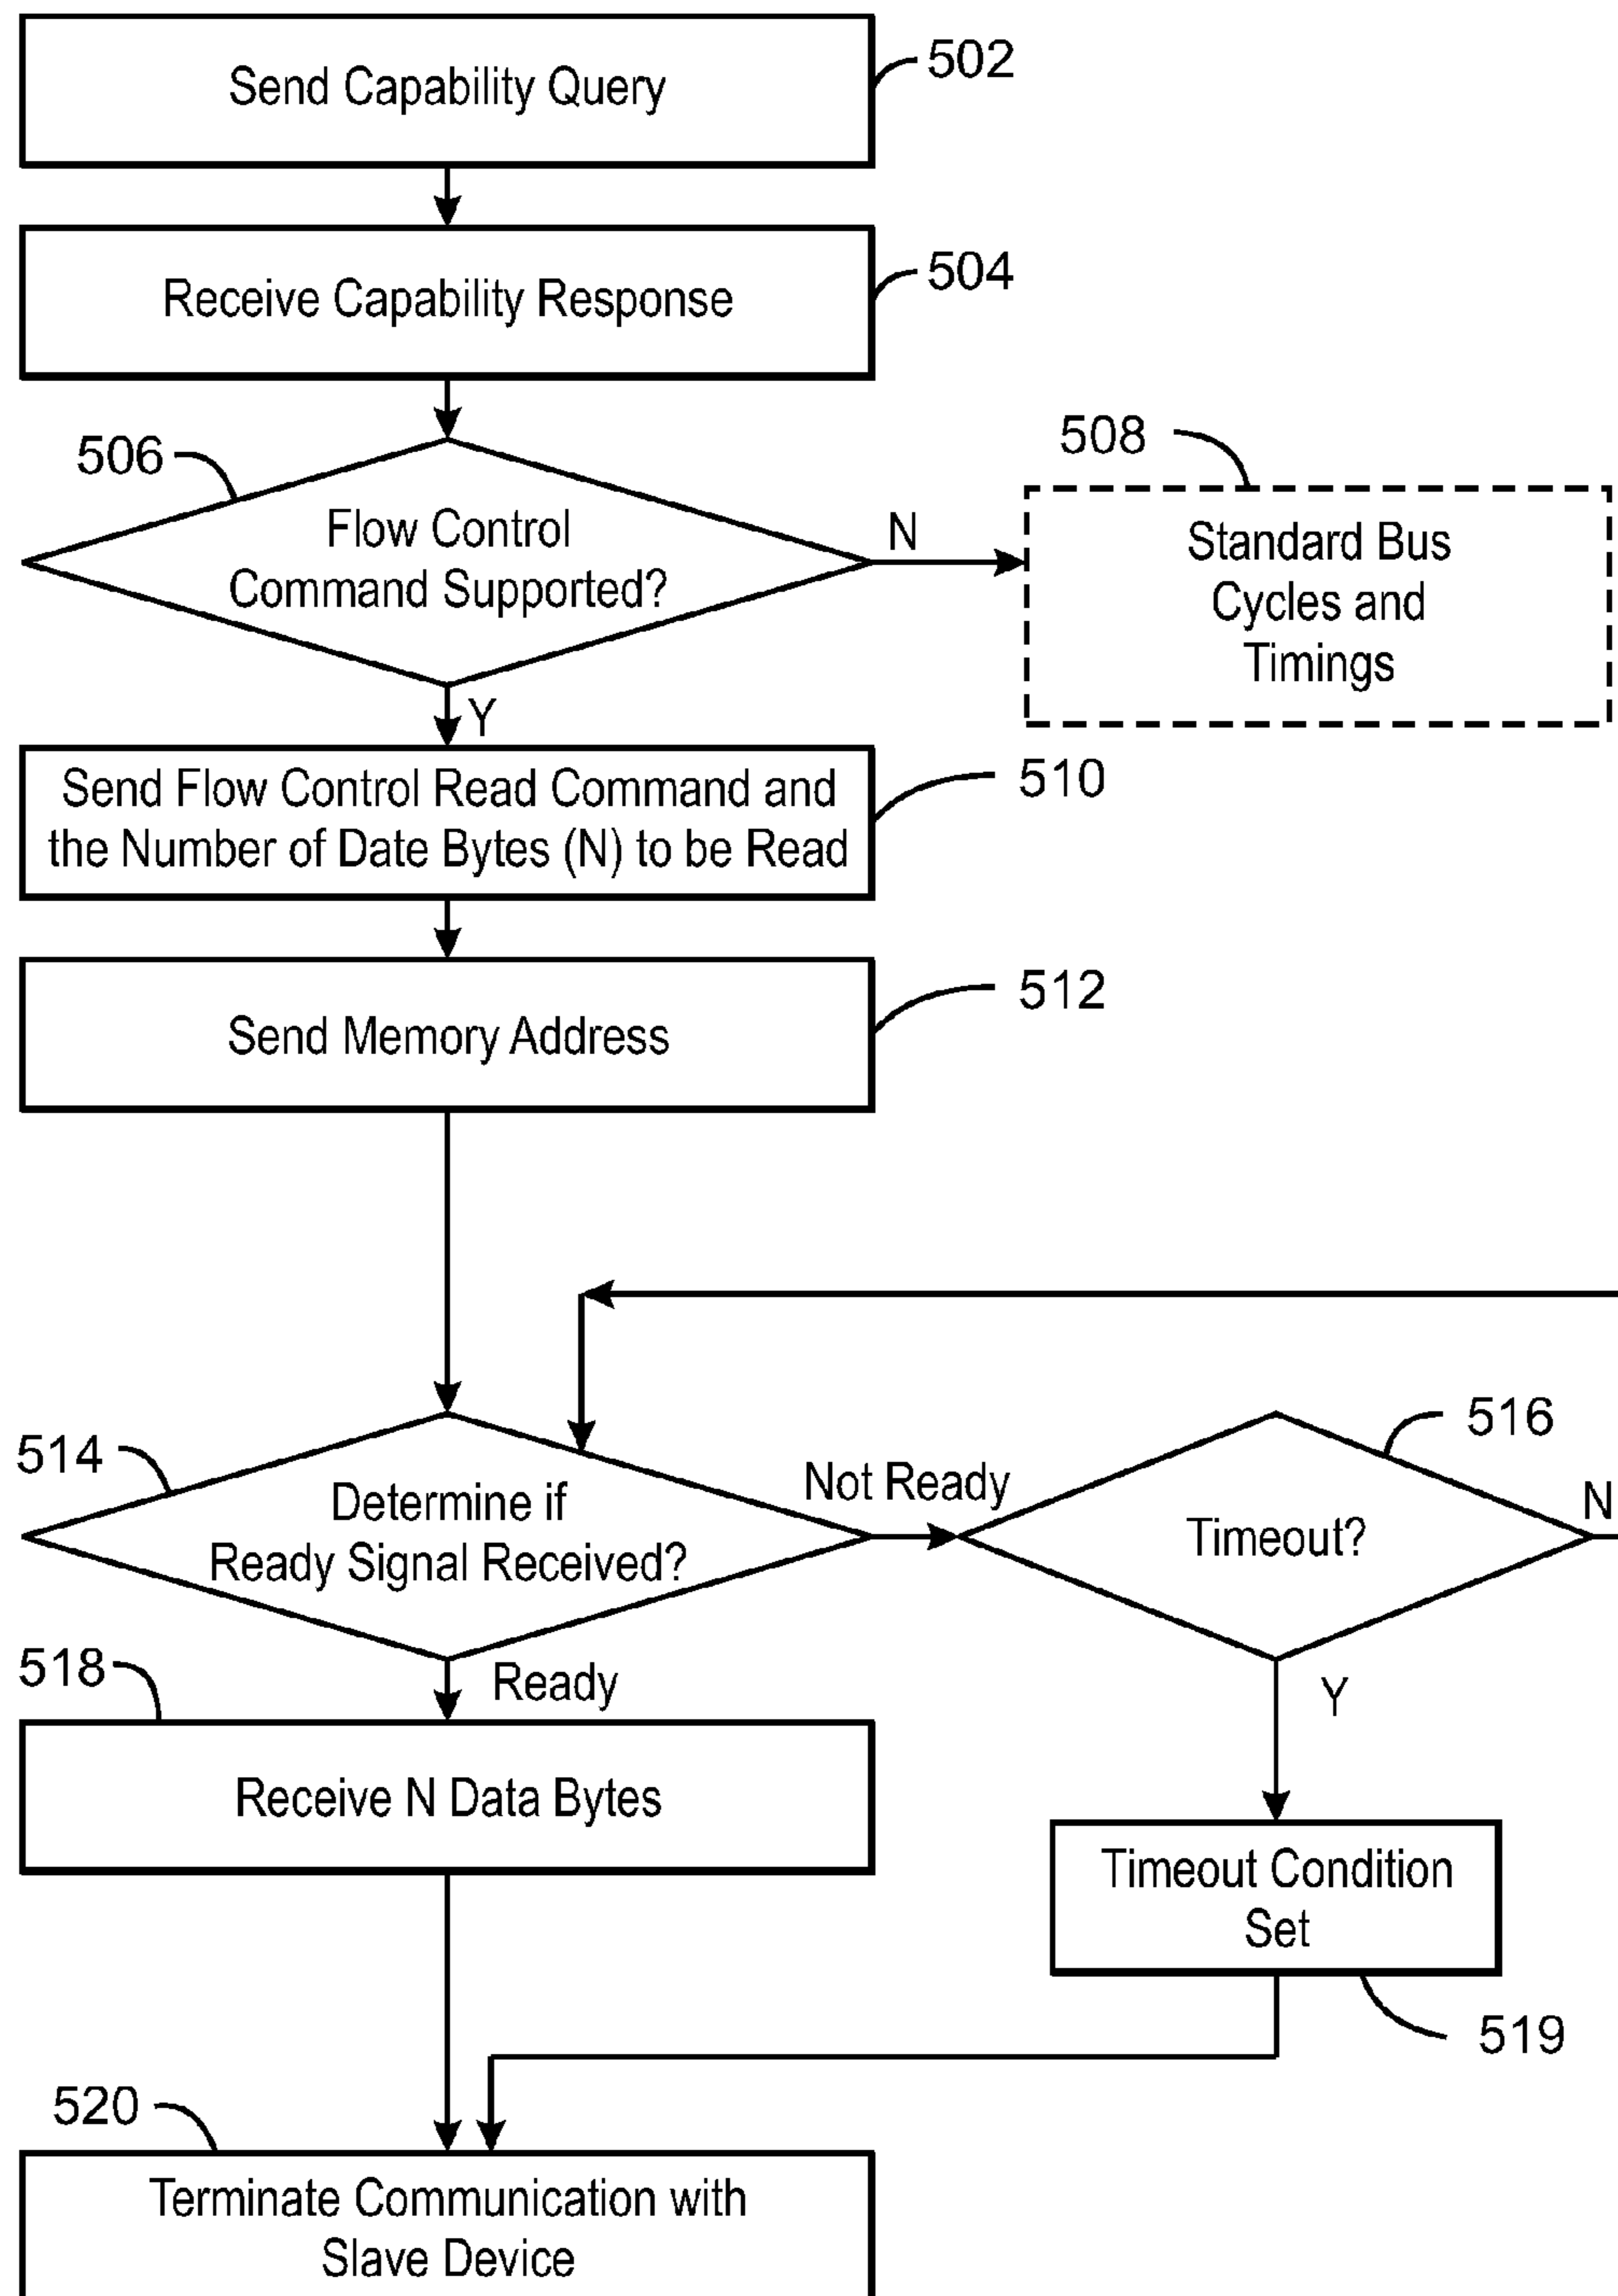 Send Capability Query
502
Receive Capability Response
504
506
Flow Control
Command Supported?
N
508
Standard Bus
Cycles and
Timings
Y
Send Flow Control Read Command and
the Number of Date Bytes (N) to be Read
510
Send Memory Address
512
514
Determine if
Ready Signal Received?
Not Ready
516
Timeout?
N
518
Ready
Y
Receive N Data Bytes
Timeout Condition
Set
519
520
Terminate Communication with
Slave Device